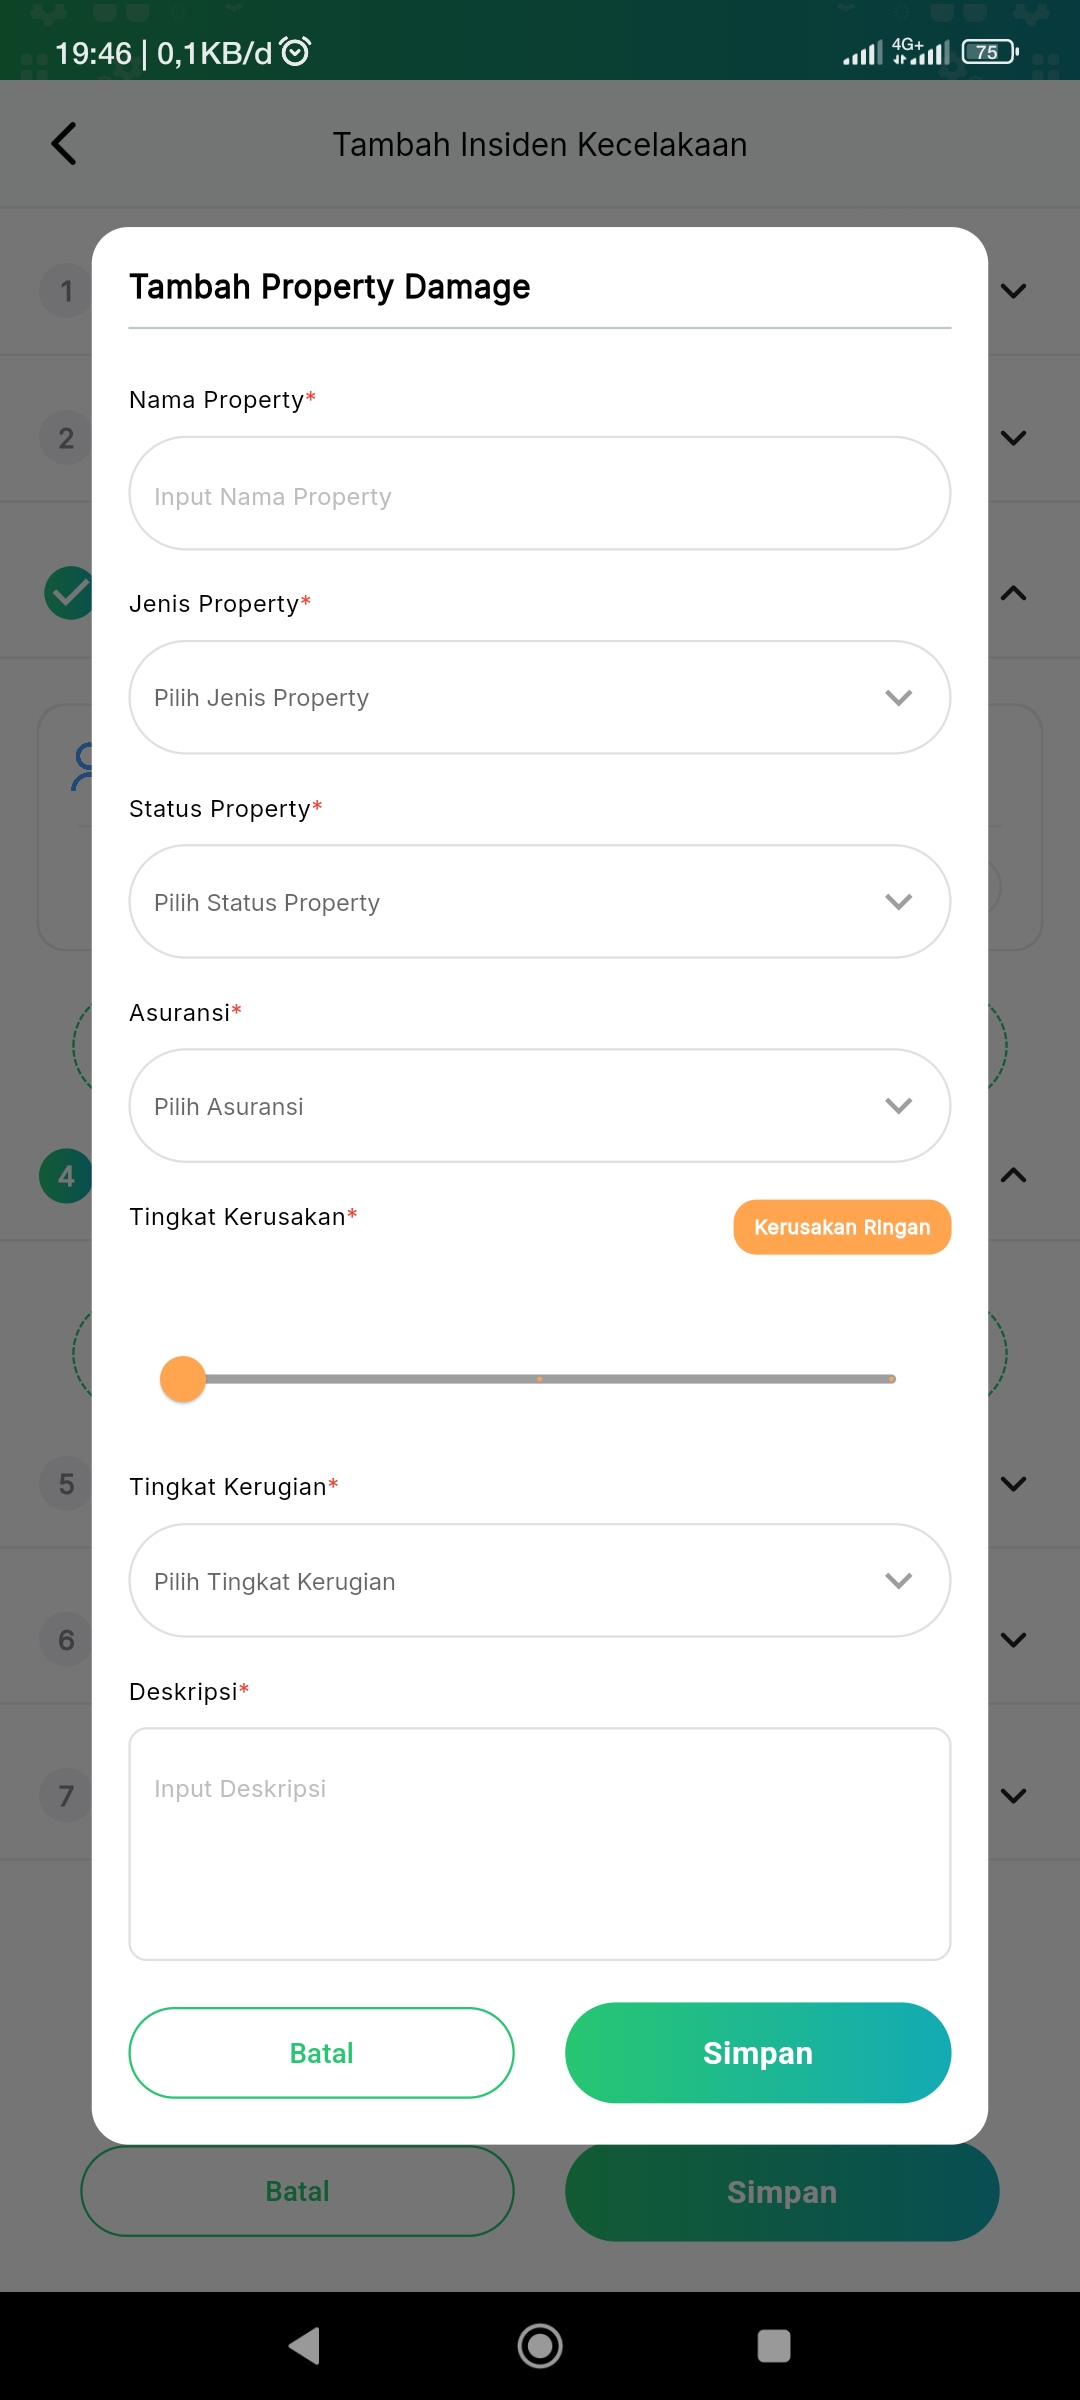 19:46 | 0,1KB/d
4G+
75
Tambah Insiden Kecelakaan
1
Tambah Property Damage
Nama Property*
2
Input Nama Property
Jenis Property*
Pilih Jenis Property
Status Property*
Pilih Status Property
Asuransi*
Pilih Asuransi
4
Tingkat Kerusakan*
Kerusakan Ringan
Tingkat Kerugian*
5
Pilih Tingkat Kerugian
6
Deskripsi*
Input Deskripsi
7
Batal
Simpan
Batal
Simpan